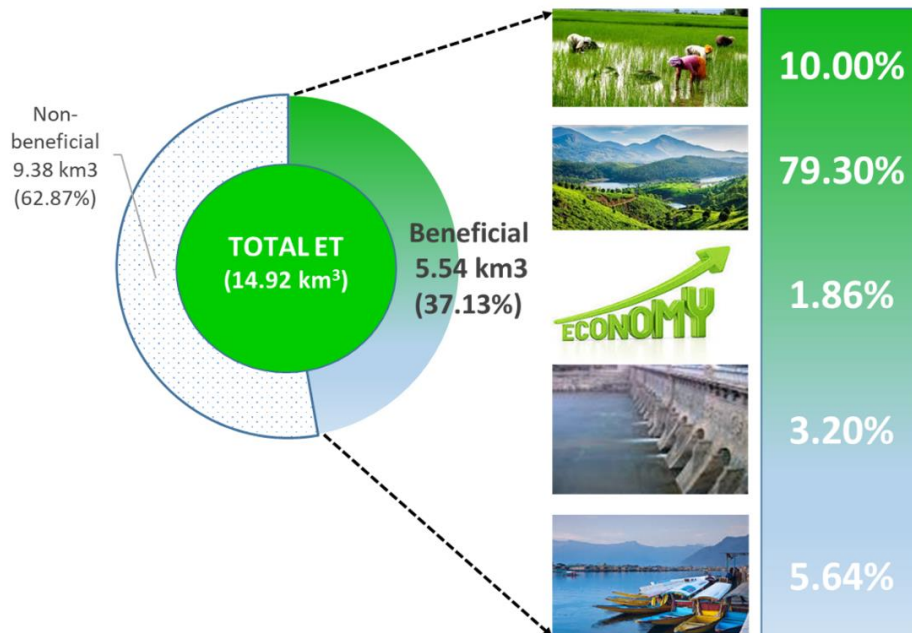 Non-
beneficial
9.38 km3
(62.87%)
TOTAL ET
(14.92 km³)
Beneficial
5.54 km3
(37.13%)
10.00%
79.30%
ECONOMY
1.86%
3.20%
5.64%